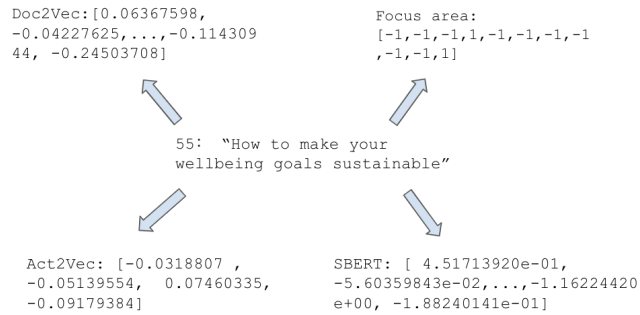 Doc2Vec:[0.06367598,
-0.04227625,...,-0.114309
44, -0.24503708]
Focus area:
[-1,-1,-1,1,-1,-1,-1,-1
,-1,-1,1]
55: “How to make your
wellbeing goals sustainable”
Act2Vec: [-0.0318807 ,
-0.05139554, 0.07460335,
-0.09179384]
SBERT: [ 4.51713920e-01,
-5.60359843e-02,...,-1.16224420
e+00, -1.88240141e-01]